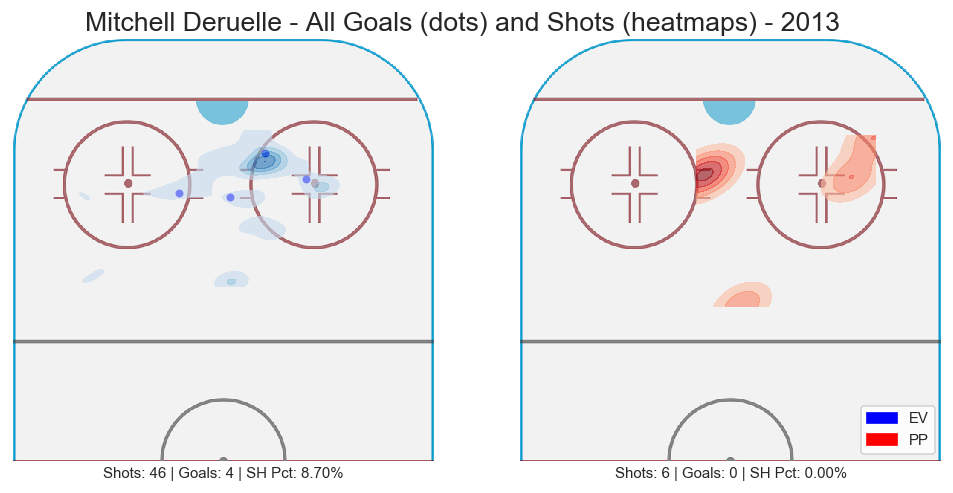 Mitchell Deruelle - All Goals (dots) and Shots (heatmaps) - 2013
EV
PP
Shots: 46 | Goals: 4 | SH Pct: 8.70%
Shots: 6 | Goals: 0 | SH Pct: 0.00%